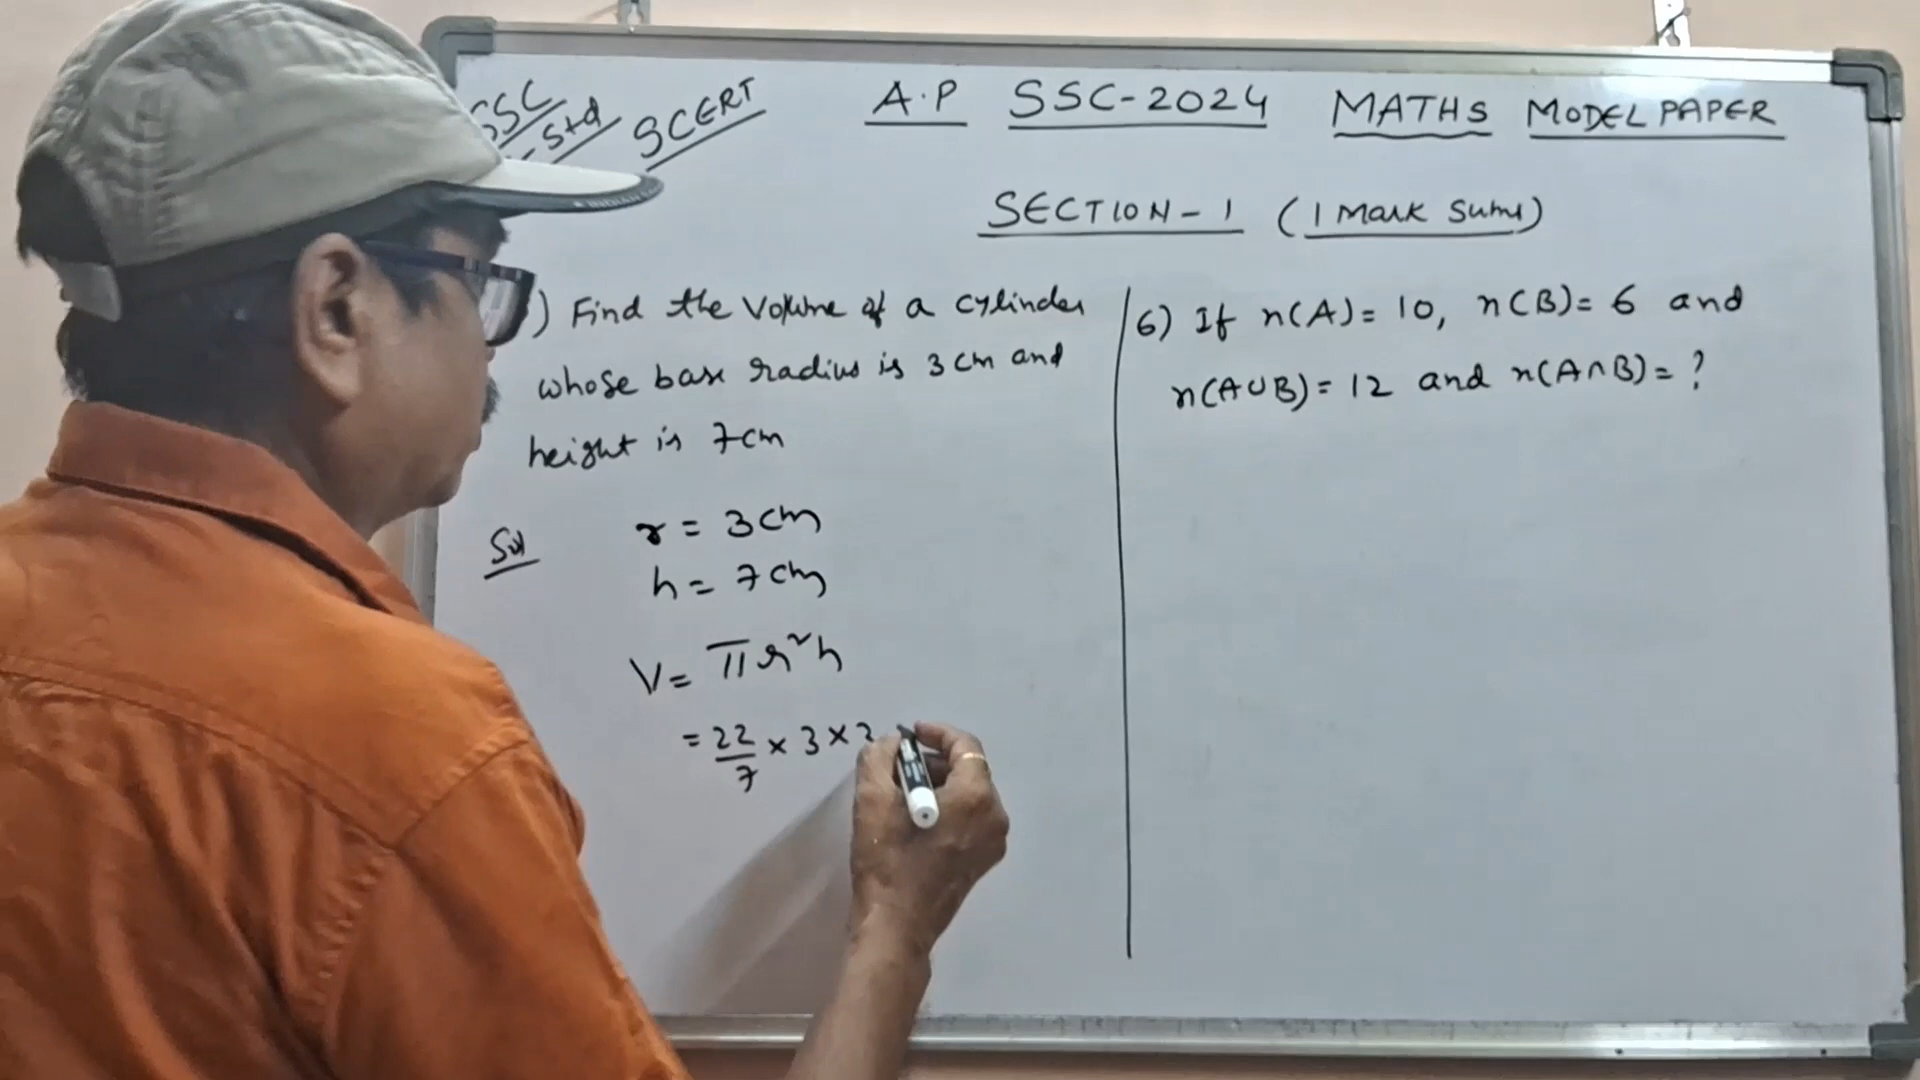 SSC
- Std
SCERT
A.P SSC-2024 MATHS MODEL PAPER
SECTION - 1 (1 Mark Sums)
) Find the Volume of a cylinder
whose base radius is 3 cm and
height is 7cm
Sol
r = 3cm
h = 7cm
V = πr²h
= 22/7 × 3 × 3
6) If n(A) = 10, n(B) = 6 and
n(A∪B) = 12 and n(A∩B) = ?